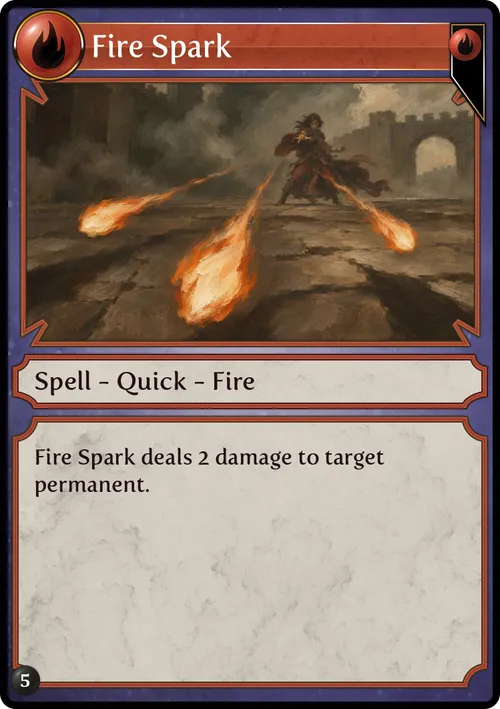 Fire Spark
Spell - Quick - Fire
Fire Spark deals 2 damage to target
permanent.
5